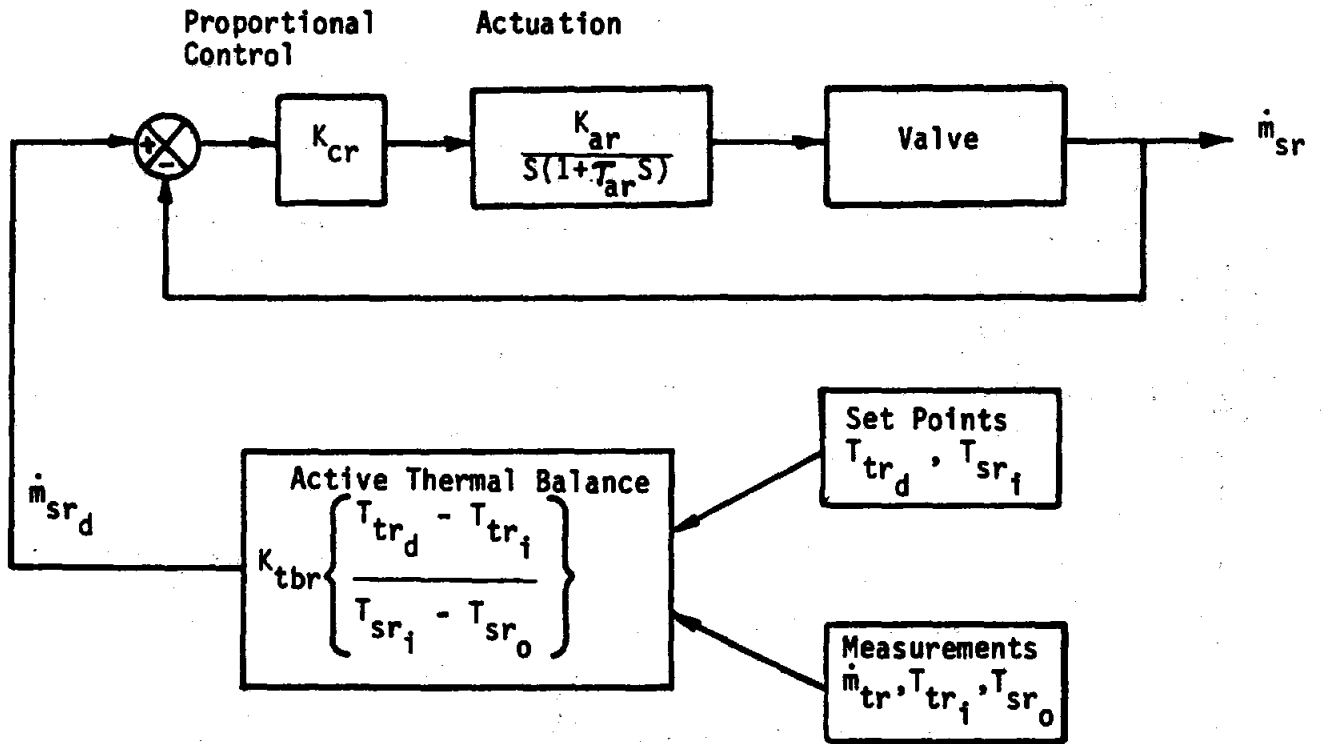 Proportional Control
Actuation
+
-
K_cr
K_ar
S(1+τ_ar S)
Valve
ṁ_sr
ṁ_sr_d
Active Thermal Balance
K_tbr { T_tr_d - T_tr_i
T_sr_i - T_sr_o }
Set Points
T_tr_d , T_sr_i
Measurements
ṁ_tr, T_tr_i, T_sr_o